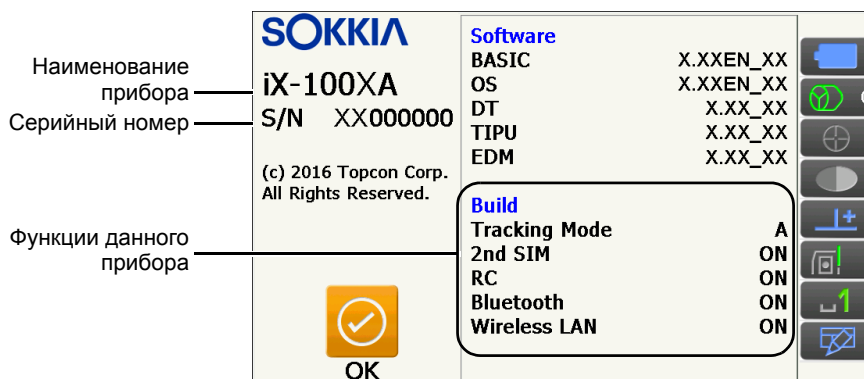 Наименование
прибора
Серийный номер
Функции данного
прибора
SOKKIA
iX-100XA
S/N XX000000
(c) 2016 Topcon Corp.
All Rights Reserved.
OK
Software
BASIC X.XXEN_XX
OS X.XXEN_XX
DT X.XX_XX
TIPU X.XX_XX
EDM X.XX_XX
Build
Tracking Mode A
2nd SIM ON
RC ON
Bluetooth ON
Wireless LAN ON
1